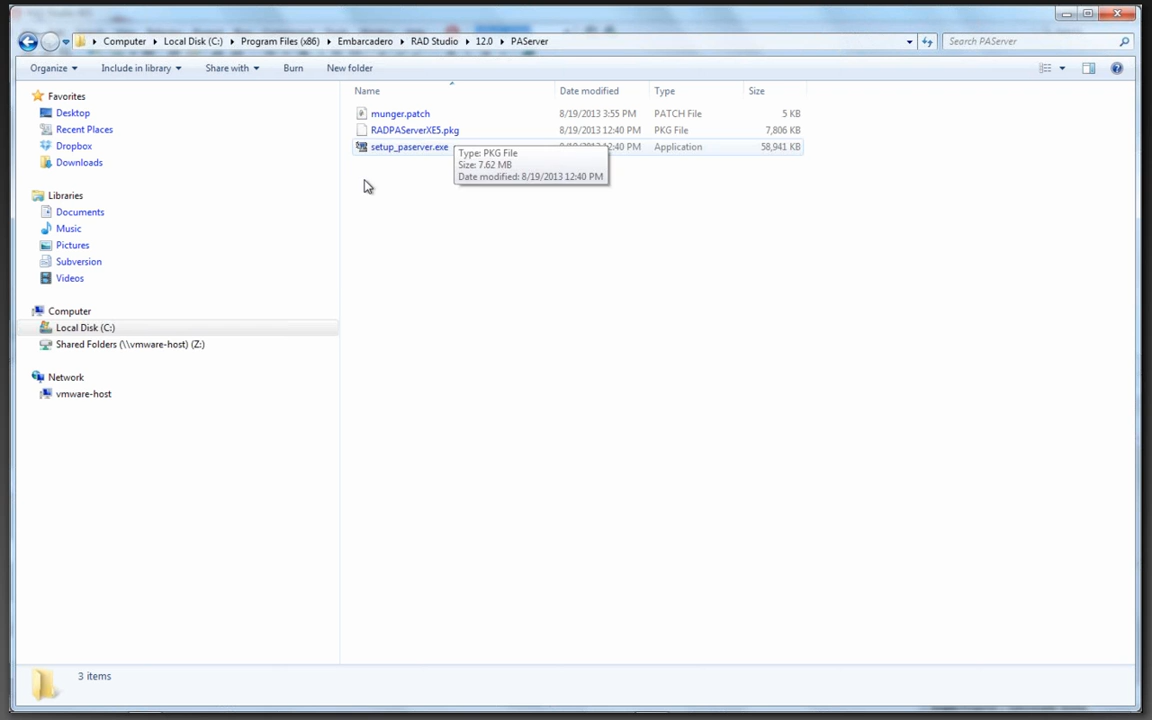 Computer Local Disk (C:) Program Files (x86) Embarcadero RAD Studio 12.0 PAServer Search PAServer
Organize Include in library Share with Burn New folder
Name Date modified Type Size
Favorites
Desktop
Recent Places
Dropbox
Downloads
Libraries
Documents
Music
Pictures
Subversion
Videos
Computer
Local Disk (C:)
Shared Folders (\\vmware-host) (Z:)
Network
vmware-host
munger.patch 8/19/2013 3:55 PM PATCH File 5 KB
RADPAServerXE5.pkg 8/19/2013 12:40 PM PKG File 7,806 KB
setup_paserver.exe 12:40 PM Application 58,941 KB
Type: PKG File
Size: 7.62 MB
Date modified: 8/19/2013 12:40 PM
3 items